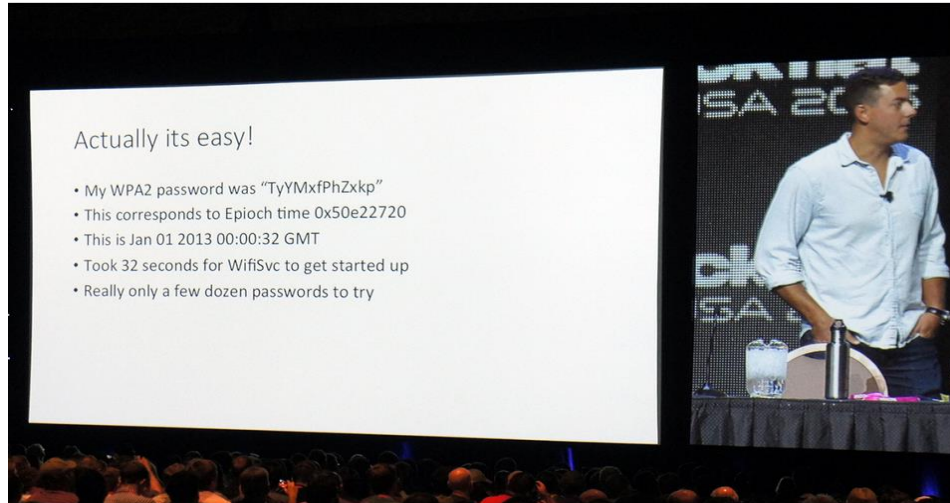 Actually its easy!
• My WPA2 password was “TyYMxfPhZxkp”
• This corresponds to Epioch time 0x50e22720
• This is Jan 01 2013 00:00:32 GMT
• Took 32 seconds for WifiSvc to get started up
• Really only a few dozen passwords to try